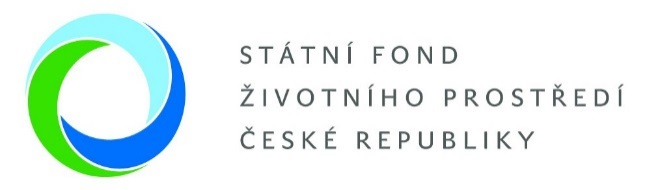 STÁTNÍ FOND
ŽIVOTNÍHO PROSTŘEDÍ
ČESKÉ REPUBLIKY